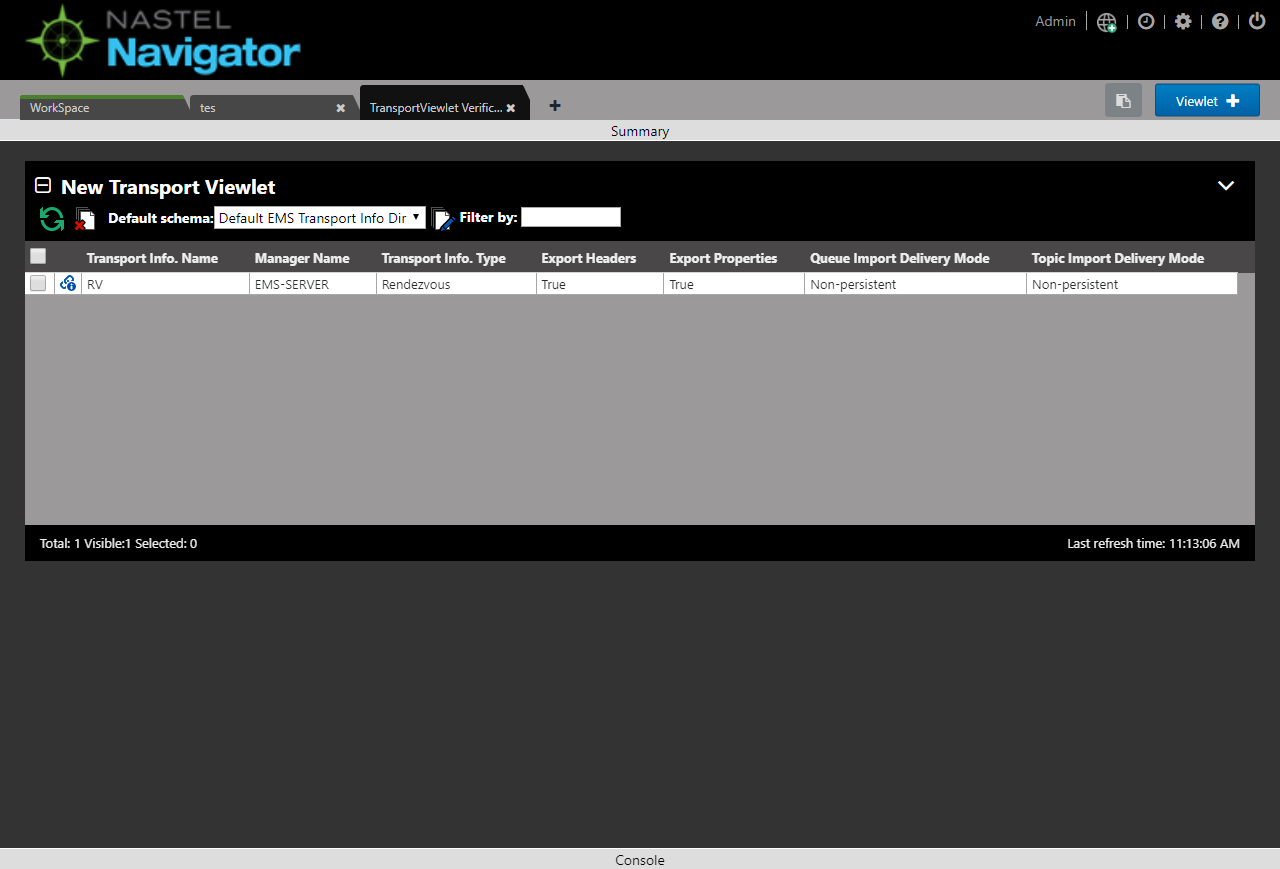 NASTEL
Navigator
Admin
WorkSpace
tes
TransportViewlet Verific...
Viewlet
Summary
New Transport Viewlet
Default schema: Default EMS Transport Info Dir Filter by:
Transport Info. Name Manager Name Transport Info. Type Export Headers Export Properties Queue Import Delivery Mode Topic Import Delivery Mode
RV EMS-SERVER Rendezvous True True Non-persistent Non-persistent
Total: 1 Visible:1 Selected: 0 Last refresh time: 11:13:06 AM
Console